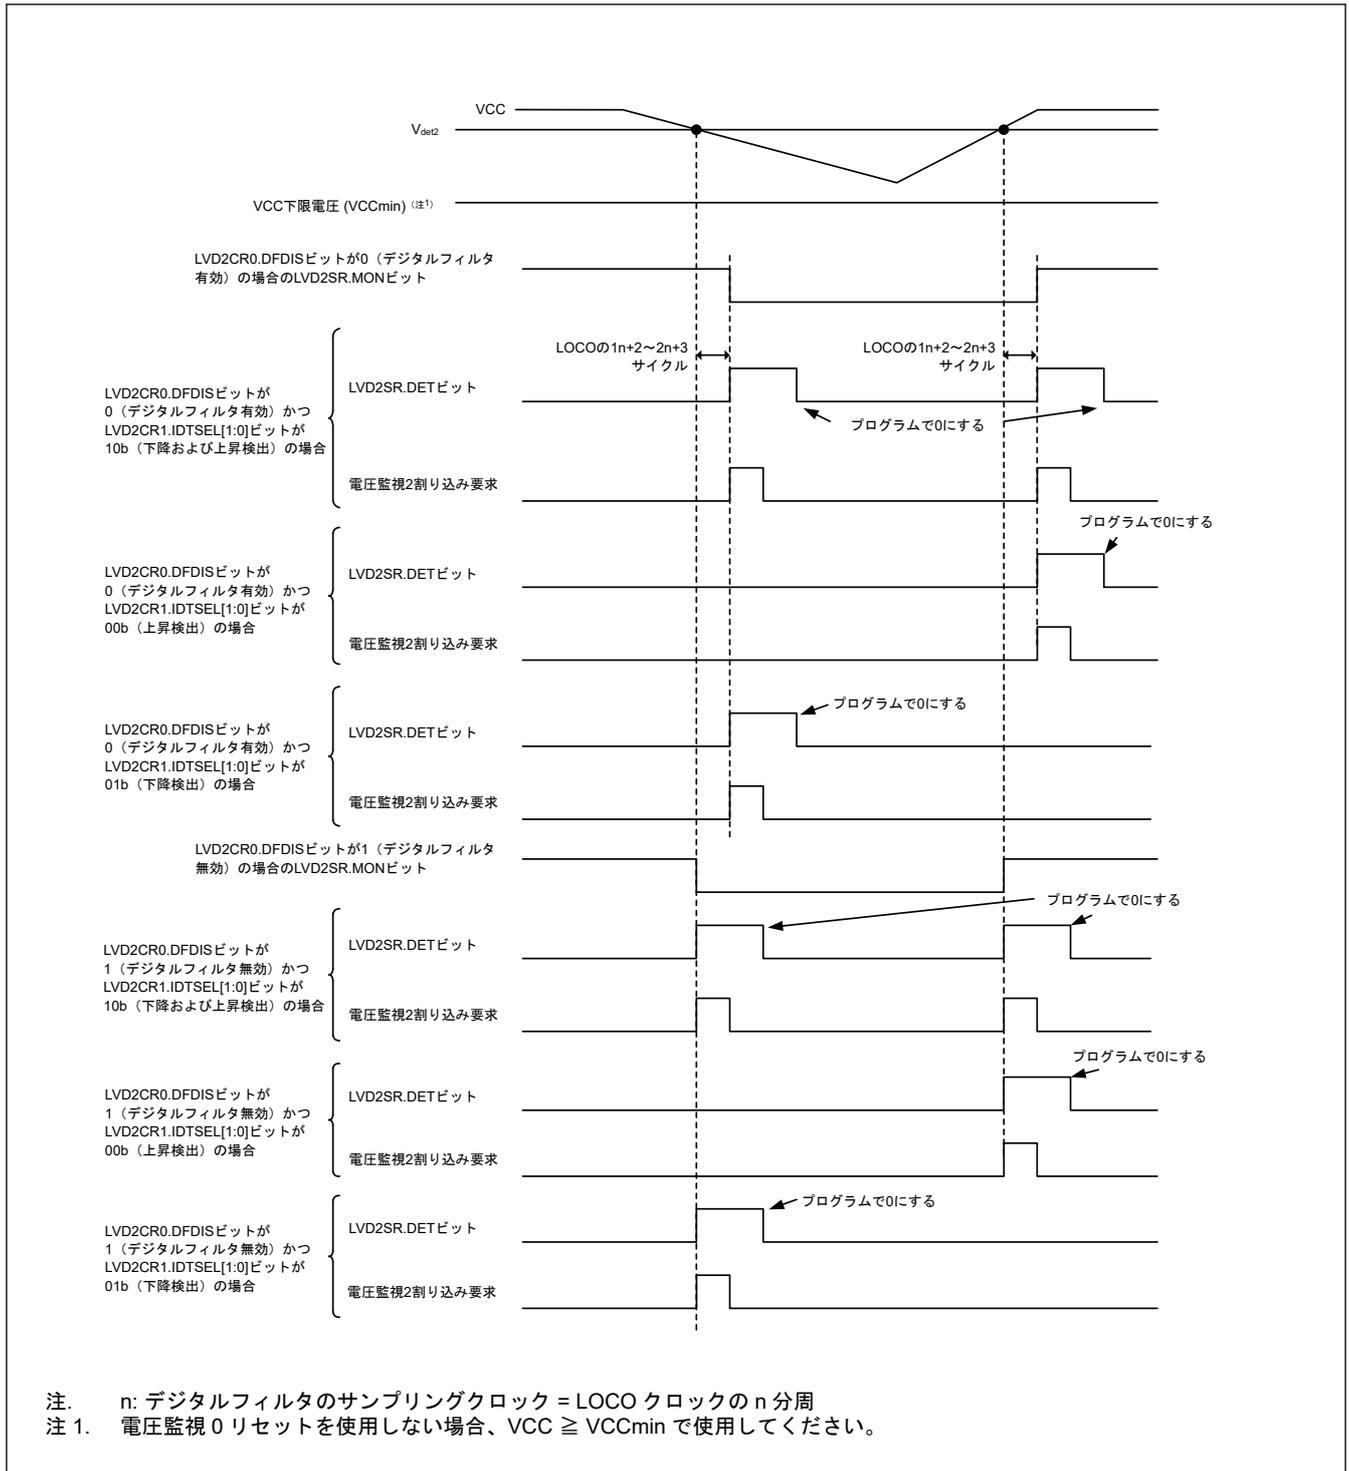 VCC
Vdet2
VCC下限電圧 (VCCmin)（注1）
LVD2CR0.DFDISビットが0（デジタルフィルタ
有効）の場合のLVD2SR.MONビット
LOCOの1n+2～2n+3
サイクル
LOCOの1n+2～2n+3
サイクル
LVD2CR0.DFDISビットが
0（デジタルフィルタ有効）かつ
LVD2CR1.IDTSEL[1:0]ビットが
10b（下降および上昇検出）の場合
LVD2SR.DETビット
プログラムで0にする
電圧監視2割り込み要求
プログラムで0にする
LVD2CR0.DFDISビットが
0（デジタルフィルタ有効）かつ
LVD2CR1.IDTSEL[1:0]ビットが
00b（上昇検出）の場合
LVD2SR.DETビット
電圧監視2割り込み要求
プログラムで0にする
LVD2CR0.DFDISビットが
0（デジタルフィルタ有効）かつ
LVD2CR1.IDTSEL[1:0]ビットが
01b（下降検出）の場合
LVD2SR.DETビット
電圧監視2割り込み要求
LVD2CR0.DFDISビットが1（デジタルフィルタ
無効）の場合のLVD2SR.MONビット
プログラムで0にする
LVD2CR0.DFDISビットが
1（デジタルフィルタ無効）かつ
LVD2CR1.IDTSEL[1:0]ビットが
10b（下降および上昇検出）の場合
LVD2SR.DETビット
電圧監視2割り込み要求
プログラムで0にする
LVD2CR0.DFDISビットが
1（デジタルフィルタ無効）かつ
LVD2CR1.IDTSEL[1:0]ビットが
00b（上昇検出）の場合
LVD2SR.DETビット
電圧監視2割り込み要求
プログラムで0にする
LVD2CR0.DFDISビットが
1（デジタルフィルタ無効）かつ
LVD2CR1.IDTSEL[1:0]ビットが
01b（下降検出）の場合
LVD2SR.DETビット
電圧監視2割り込み要求
注. n: デジタルフィルタのサンプリングクロック = LOCO クロックの n 分周
注 1. 電圧監視 0 リセットを使用しない場合、VCC ≧ VCCmin で使用してください。